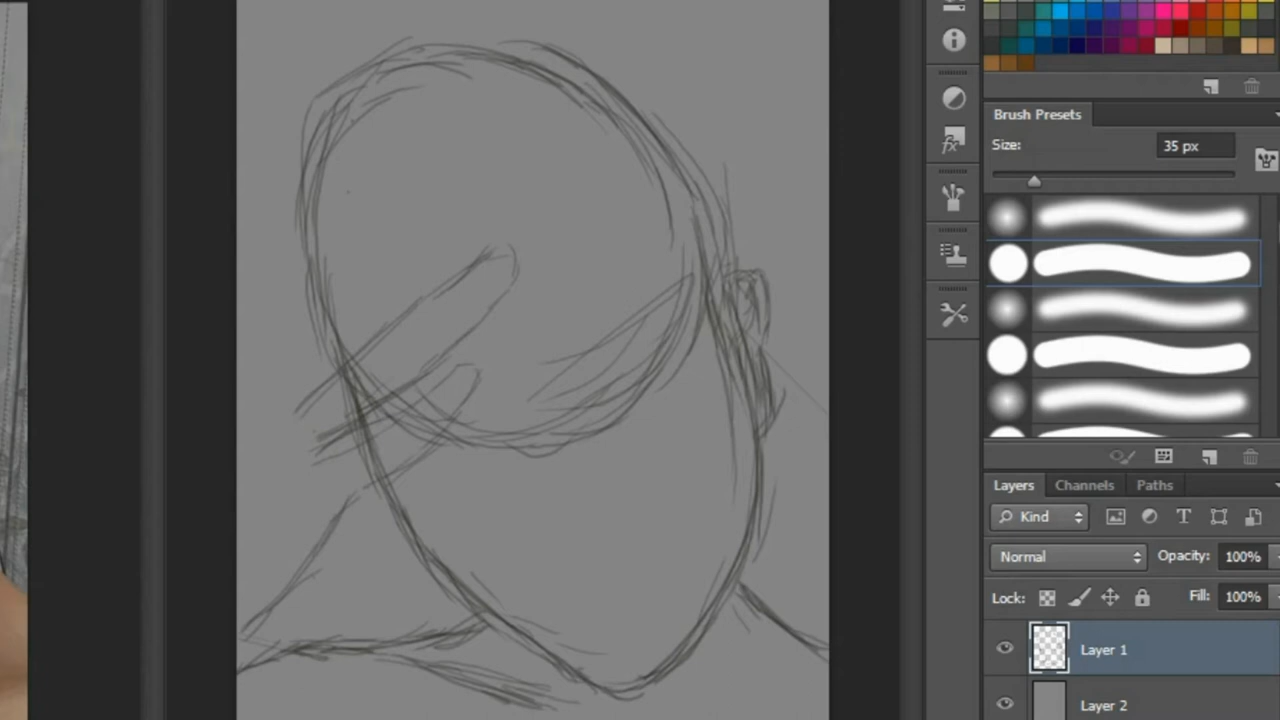 Brush Presets
Size:
35 px
Layers
Channels
Paths
Kind
Normal
Opacity:
100%
Lock:
Fill:
100%
Layer 1
Layer 2